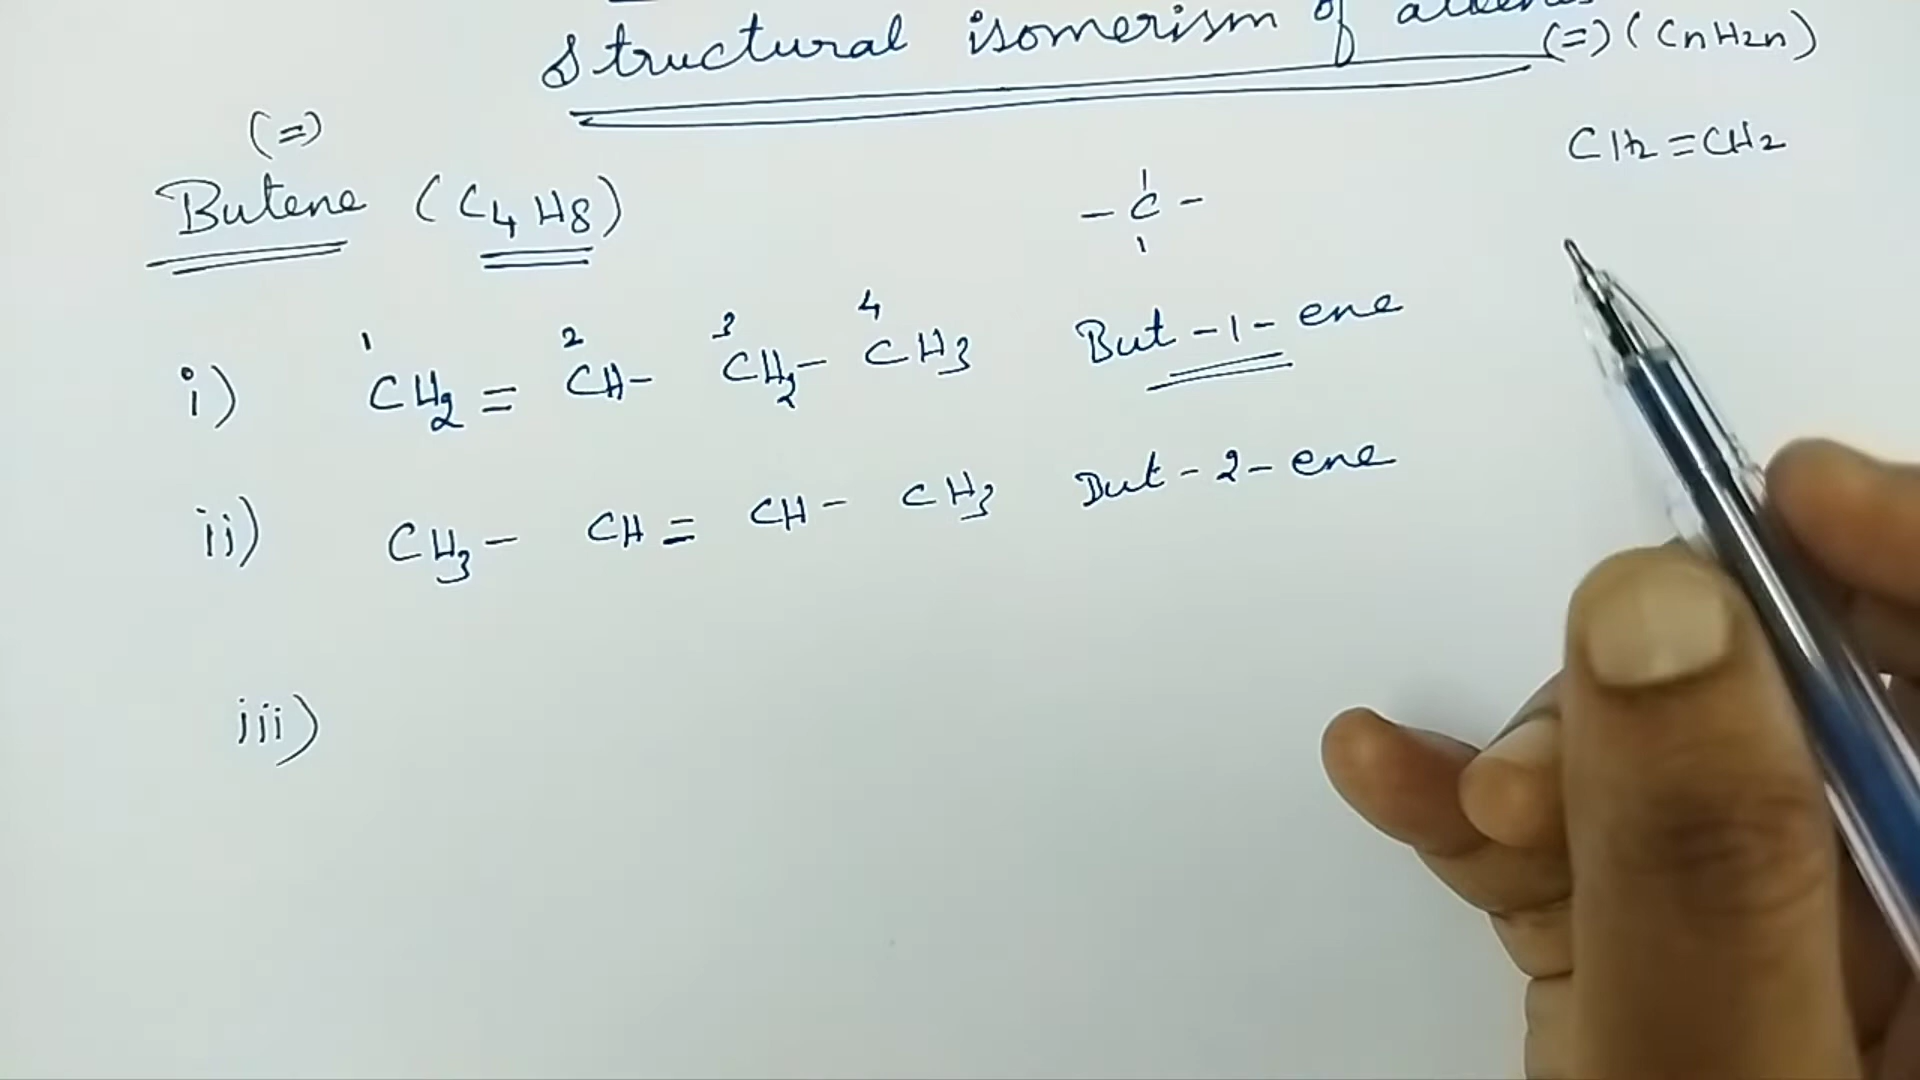 structural isomerism of
(=) (CnH2n)
(=)
CH2=CH2
Butene (C4H8)
- C -
1 2 3 4
i) CH2 = CH- CH2- CH3 But-1-ene
ii) CH3- CH = CH- CH3 But-2-ene
iii)